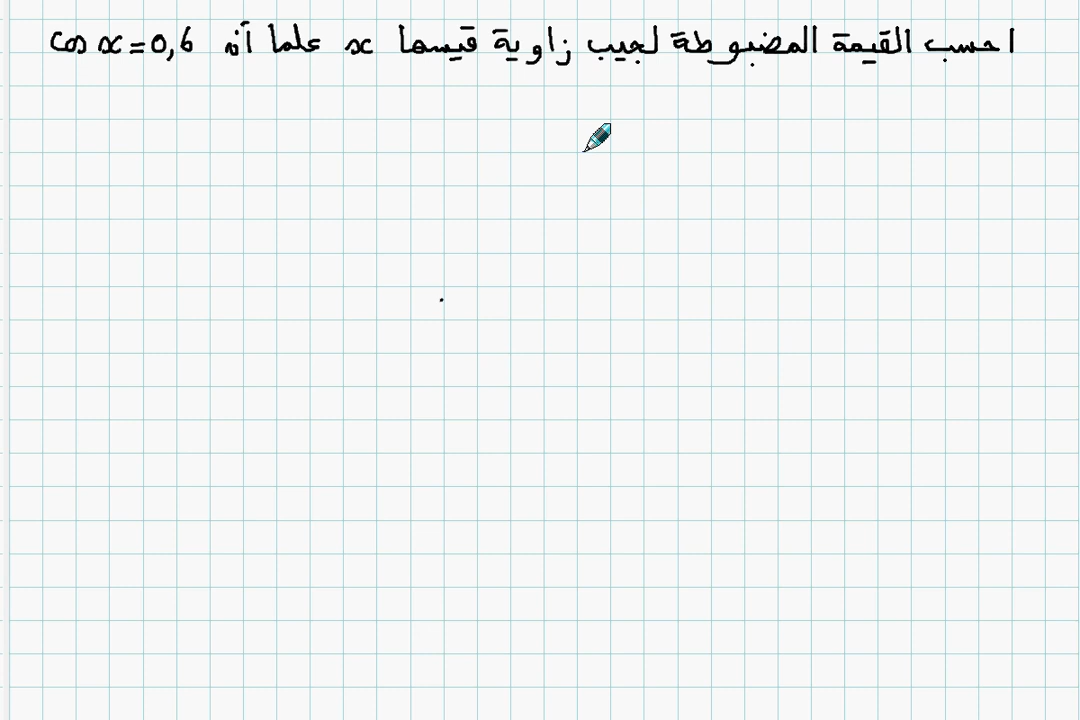 احسب القيمة المضبوطة لجيب زاوية قيسها x علما أنه cos x = 0,6